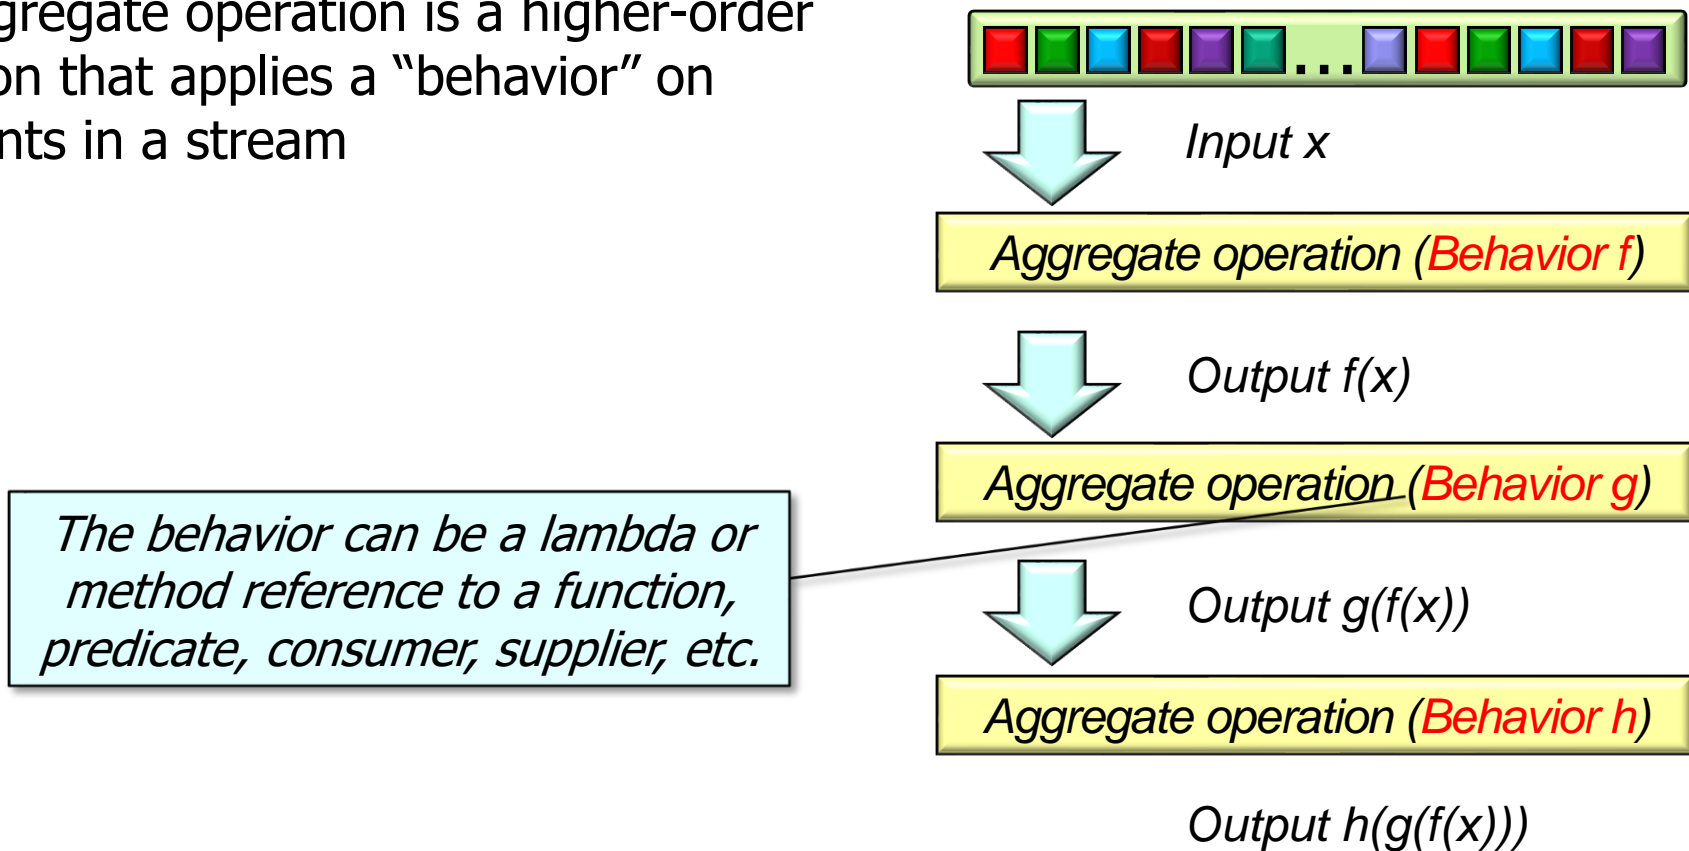 gregate operation is a higher-order
on that applies a “behavior” on
nts in a stream
Input x
Aggregate operation (Behavior f)
Output f(x)
Aggregate operation (Behavior g)
The behavior can be a lambda or
method reference to a function,
predicate, consumer, supplier, etc.
Output g(f(x))
Aggregate operation (Behavior h)
Output h(g(f(x)))